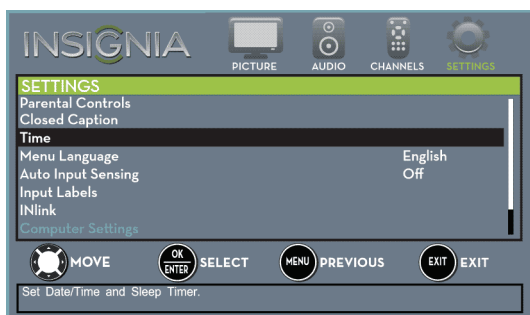 INSIGNIA
PICTURE AUDIO CHANNELS SETTINGS
SETTINGS
Parental Controls
Closed Caption
Time
Menu Language English
Auto Input Sensing Off
Input Labels
INlink
Computer Settings
MOVE OK ENTER SELECT MENU PREVIOUS EXIT EXIT
Set Date/Time and Sleep Timer.